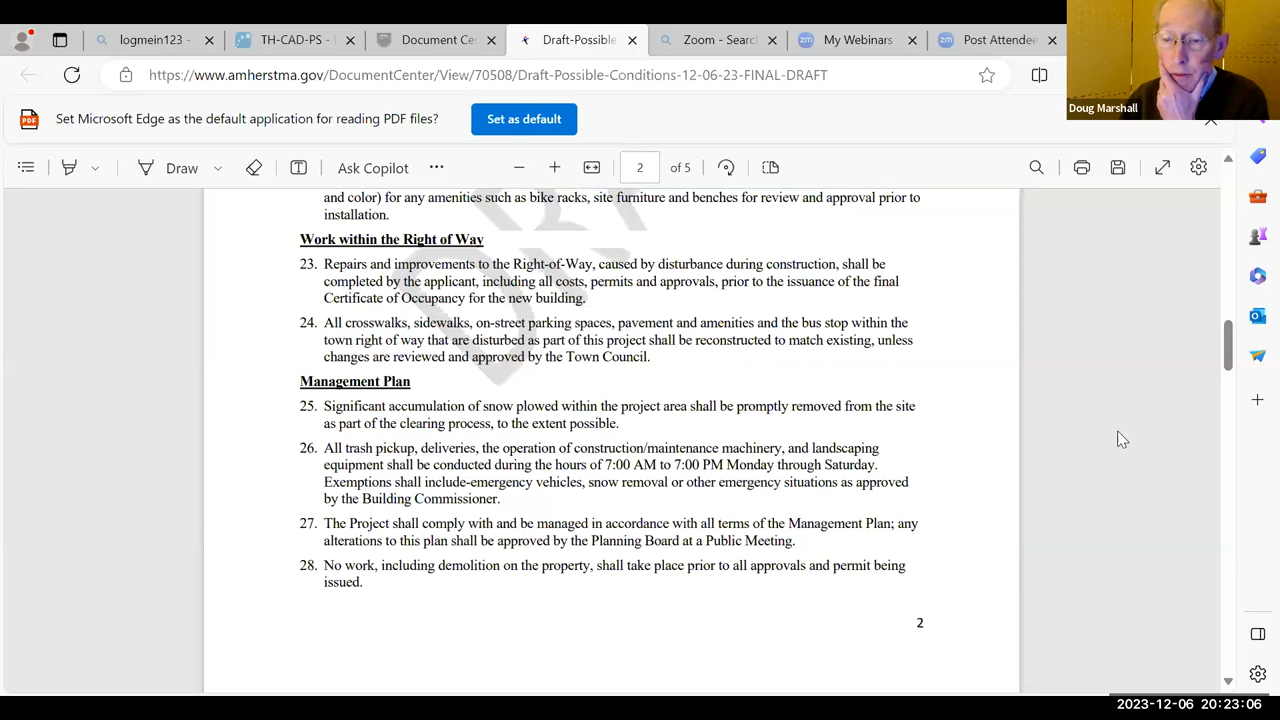 logmein123 -
TH-CAD-PS -
Document Ce
Draft-Possible
Zoom - Searc
My Webinars
Post Attende
https://www.amherstma.gov/DocumentCenter/View/70508/Draft-Possible-Conditions-12-06-23-FINAL-DRAFT
Doug Marshall
PDF
Set Microsoft Edge as the default application for reading PDF files?
Set as default
Draw
Ask Copilot
2
of 5
and color) for any amenities such as bike racks, site furniture and benches for review and approval prior to
installation.
Work within the Right of Way
23. Repairs and improvements to the Right-of-Way, caused by disturbance during construction, shall be
completed by the applicant, including all costs, permits and approvals, prior to the issuance of the final
Certificate of Occupancy for the new building.
24. All crosswalks, sidewalks, on-street parking spaces, pavement and amenities and the bus stop within the
town right of way that are disturbed as part of this project shall be reconstructed to match existing, unless
changes are reviewed and approved by the Town Council.
Management Plan
25. Significant accumulation of snow plowed within the project area shall be promptly removed from the site
as part of the clearing process, to the extent possible.
26. All trash pickup, deliveries, the operation of construction/maintenance machinery, and landscaping
equipment shall be conducted during the hours of 7:00 AM to 7:00 PM Monday through Saturday.
Exemptions shall include-emergency vehicles, snow removal or other emergency situations as approved
by the Building Commissioner.
27. The Project shall comply with and be managed in accordance with all terms of the Management Plan; any
alterations to this plan shall be approved by the Planning Board at a Public Meeting.
28. No work, including demolition on the property, shall take place prior to all approvals and permit being
issued.
2
2023-12-06 20:23:06